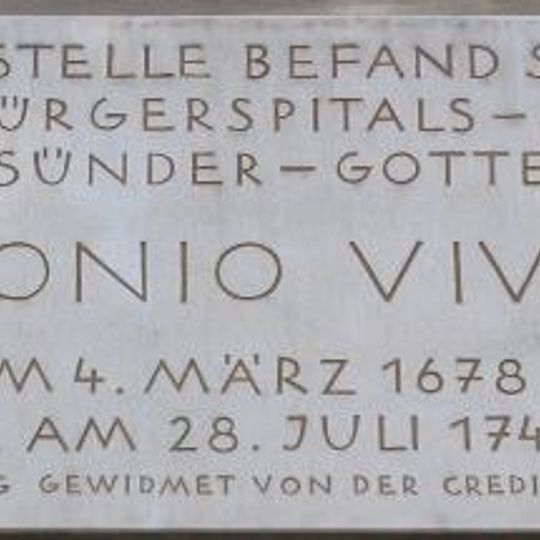 STELLE BEFAND S
ÜRGERSPITALS–
SÜNDER–GOTTE
ONIO VIV
M 4. MÄRZ 1678
. AM 28. JULI 174
G GEWIDMET VON DER CREDI